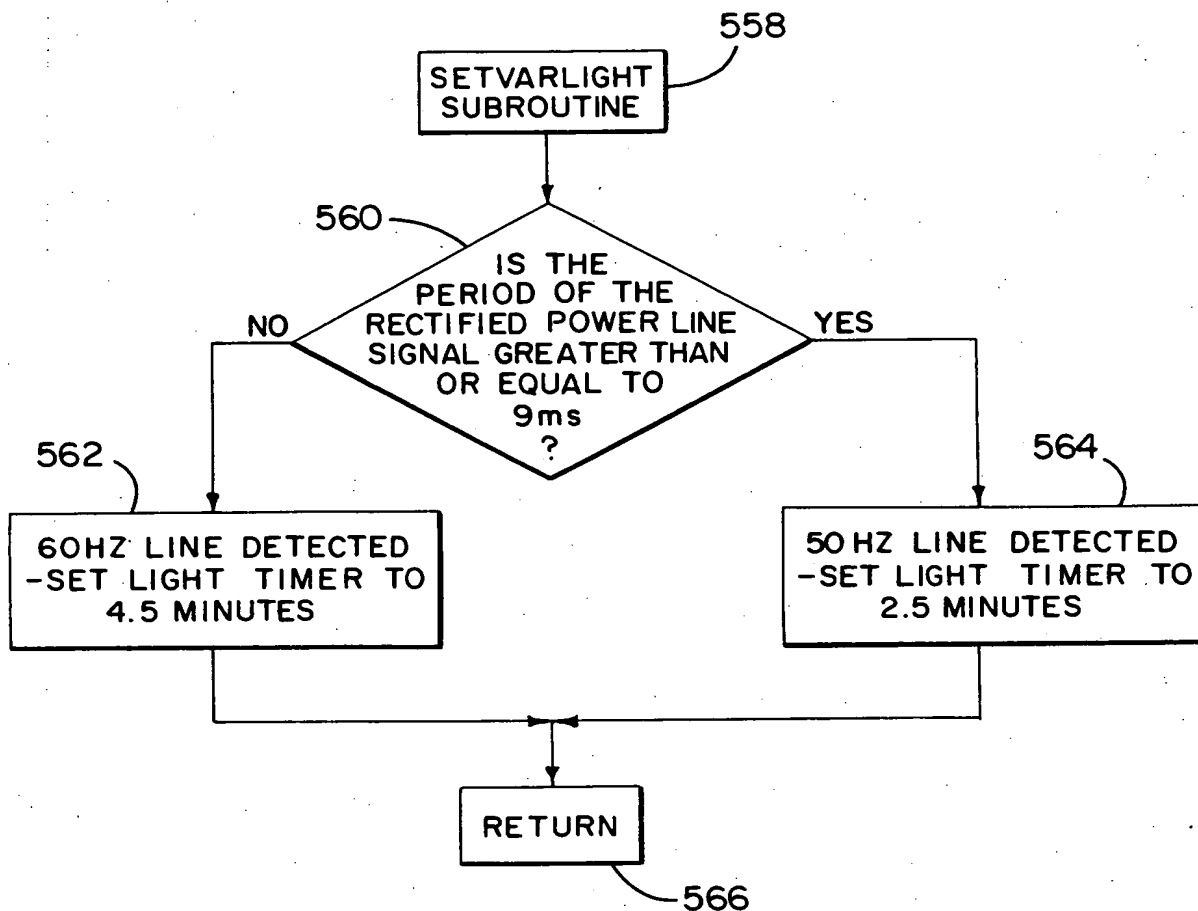 558
SETVARLIGHT
SUBROUTINE
560
IS THE
PERIOD OF THE
RECTIFIED POWER LINE
SIGNAL GREATER THAN
OR EQUAL TO
9ms
?
NO
YES
562
60HZ LINE DETECTED
-SET LIGHT TIMER TO
4.5 MINUTES
564
50 HZ LINE DETECTED
-SET LIGHT TIMER TO
2.5 MINUTES
RETURN
566